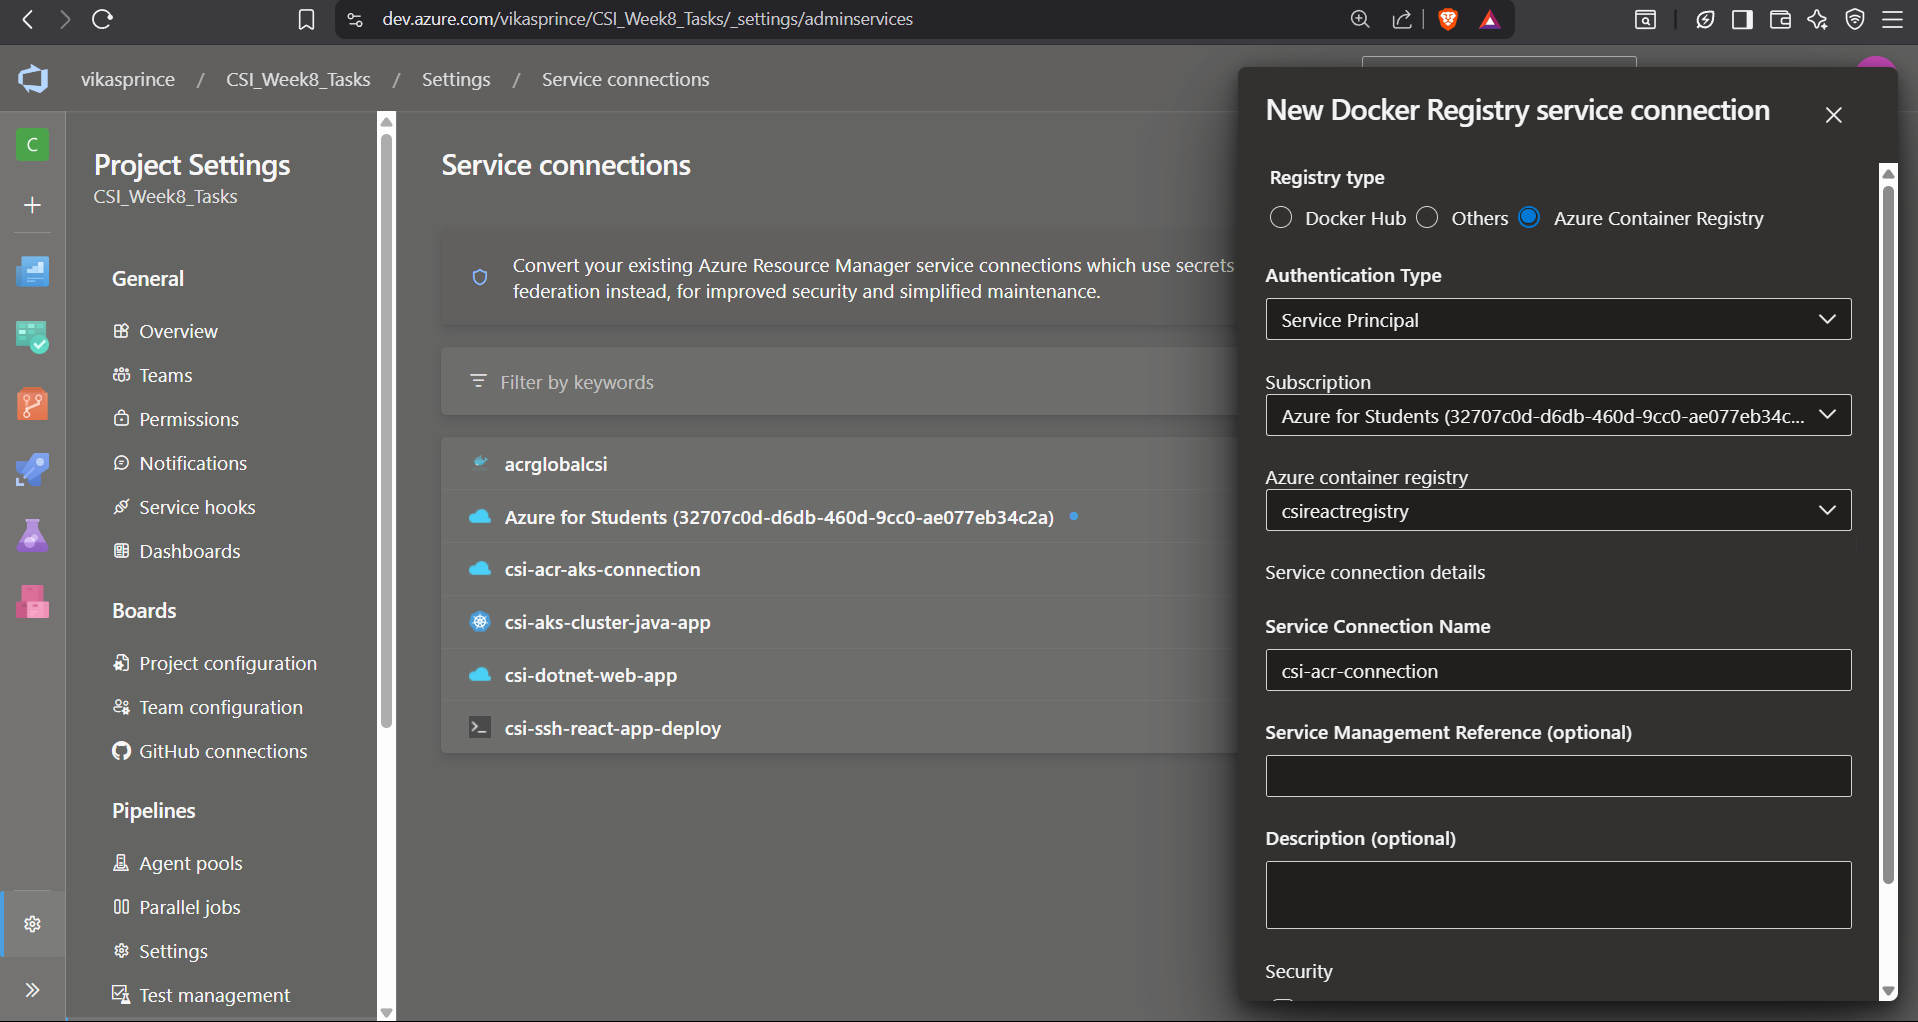 dev.azure.com/vikasprince/CSI_Week8_Tasks/_settings/adminservices
vikasprince / CSI_Week8_Tasks / Settings / Service connections
C
Project Settings
CSI_Week8_Tasks
General
Overview
Teams
Permissions
Notifications
Service hooks
Dashboards
Boards
Project configuration
Team configuration
GitHub connections
Pipelines
Agent pools
Parallel jobs
Settings
Test management
Service connections
Convert your existing Azure Resource Manager service connections which use secrets
federation instead, for improved security and simplified maintenance.
Filter by keywords
acrglobalcsi
Azure for Students (32707c0d-d6db-460d-9cc0-ae077eb34c2a)
csi-acr-aks-connection
csi-aks-cluster-java-app
csi-dotnet-web-app
csi-ssh-react-app-deploy
New Docker Registry service connection
Registry type
Docker Hub Others Azure Container Registry
Authentication Type
Service Principal
Subscription
Azure for Students (32707c0d-d6db-460d-9cc0-ae077eb34c...
Azure container registry
csireactregistry
Service connection details
Service Connection Name
csi-acr-connection
Service Management Reference (optional)
Description (optional)
Security